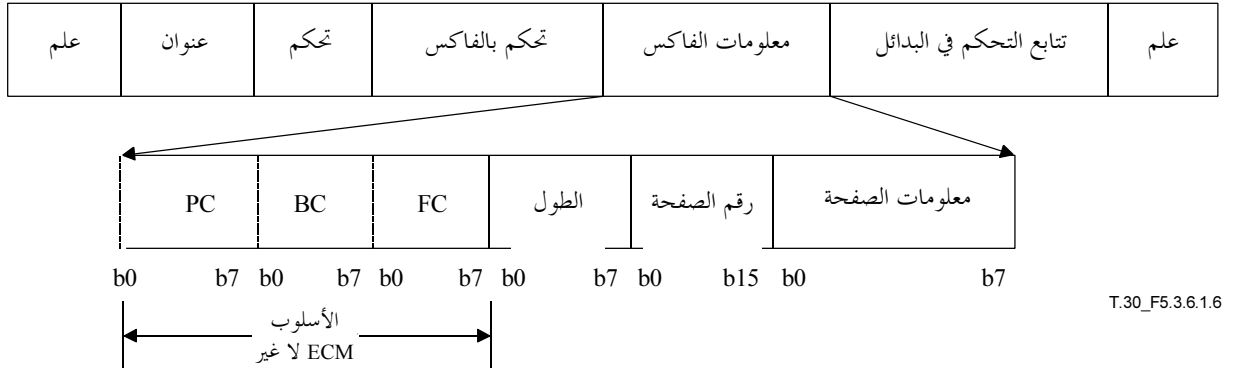 علم عنوان تحكم تحكم بالفاكس معلومات الفاكس تتابع التحكم في البدائل علم
PC BC FC الطول رقم الصفحة معلومات الصفحة
b0 b7 b0 b7 b0 b7 b0 b7 b0 b15 b0 b7
T.30_F5.3.6.1.6
الأسلوب
ECM لا غير